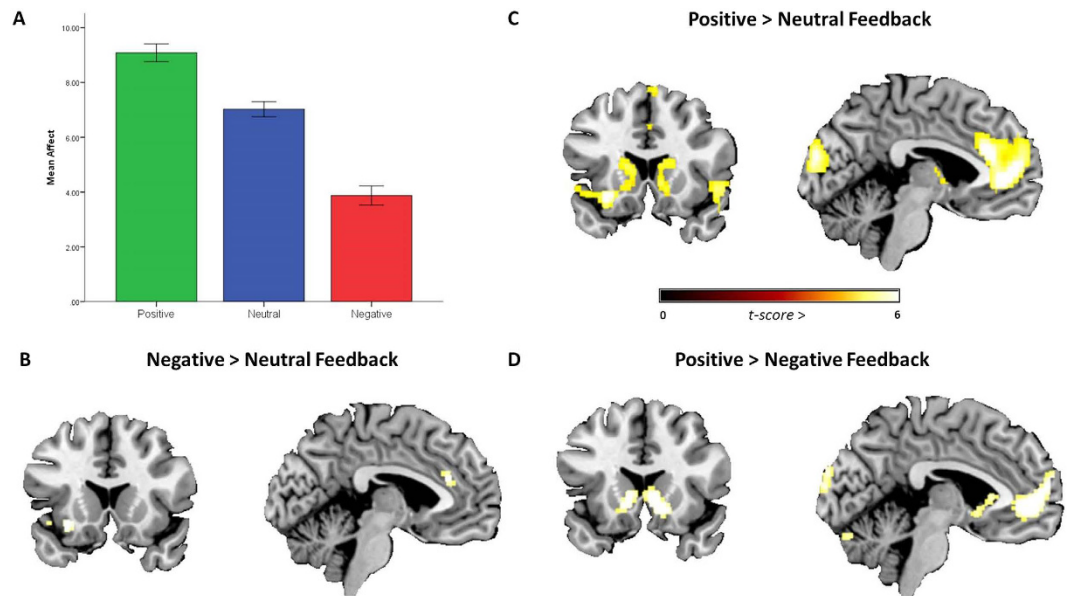 A
10.00
8.00
6.00
4.00
2.00
.00
Mean Affect
Positive
Neutral
Negative
C
Positive > Neutral Feedback
0
t-score >
6
B
Negative > Neutral Feedback
D
Positive > Negative Feedback